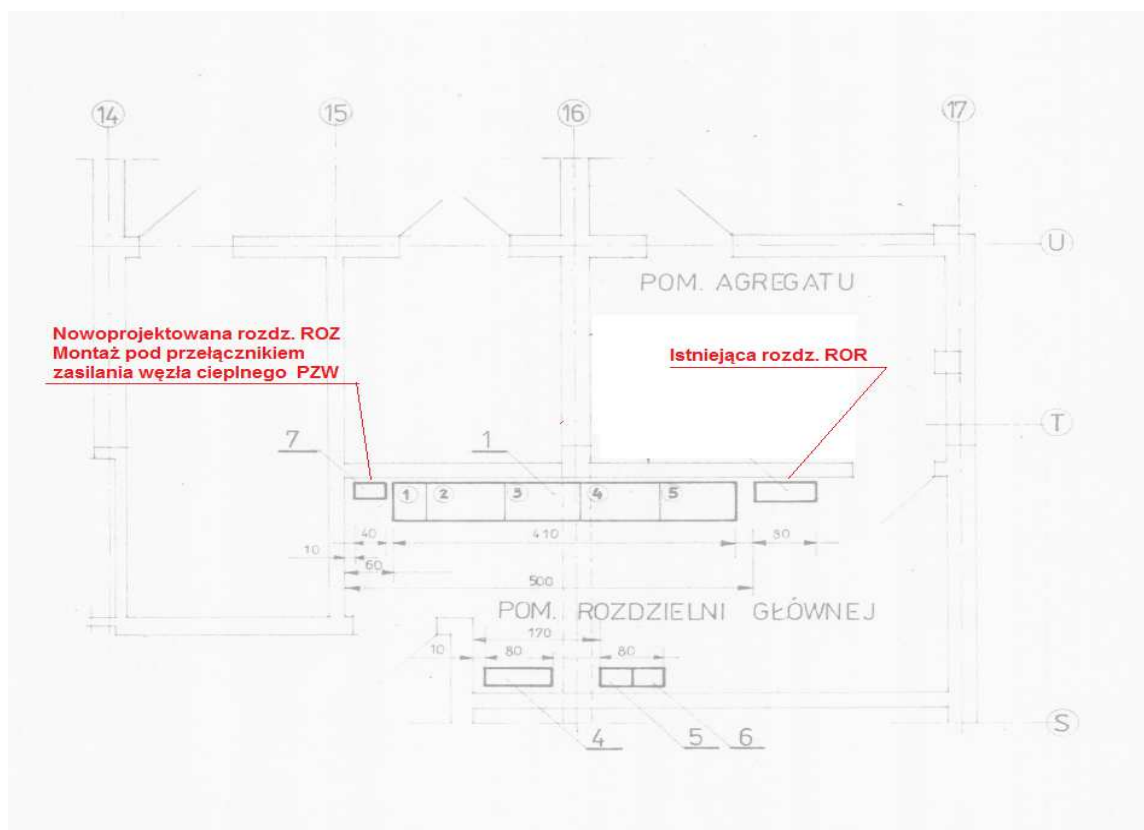 14 15 16 17
U
POM. AGREGATU
Nowoprojektowana rozdz. ROZ
Montaż pod przełącznikiem
zasilania węzła cieplnego PZW
Istniejąca rozdz. ROR
T
7 1
1 2 3 4 5
40 410 80
10
60
500
POM. ROZDZIELNI GŁÓWNEJ
170
10 80 80
4 5 6
S